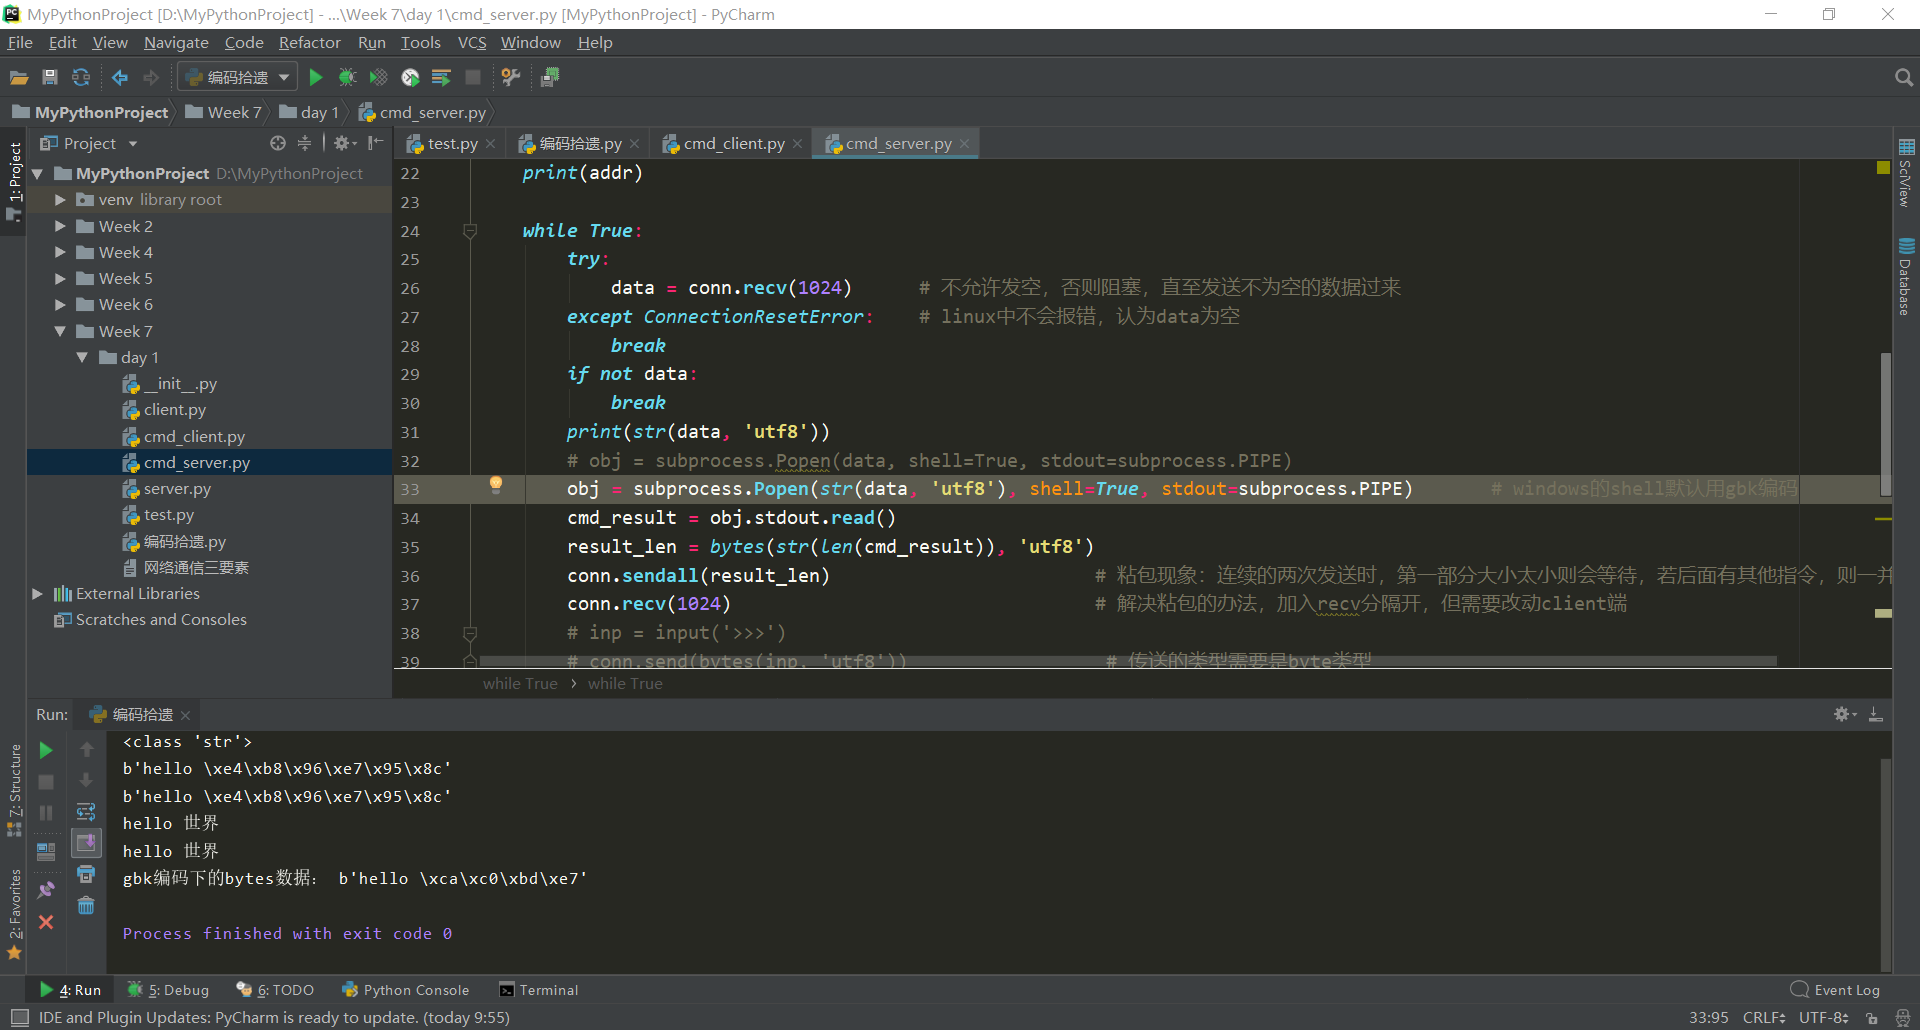 MyPythonProject [D:\MyPythonProject] - ...\Week 7\day 1\cmd_server.py [MyPythonProject] - PyCharm
File Edit View Navigate Code Refactor Run Tools VCS Window Help
编码拾遗
MyPythonProject Week 7 day 1 cmd_server.py
Project
test.py 编码拾遗.py cmd_client.py cmd_server.py
1: Project
MyPythonProject D:\MyPythonProject
venv library root
Week 2
Week 4
Week 5
Week 6
Week 7
day 1
__init__.py
client.py
cmd_client.py
cmd_server.py
server.py
test.py
编码拾遗.py
网络通信三要素
External Libraries
Scratches and Consoles
22 print(addr)
23
24 while True:
25 try:
26 data = conn.recv(1024) # 不允许发空，否则阻塞，直至发送不为空的数据过来
27 except ConnectionResetError: # linux中不会报错，认为data为空
28 break
29 if not data:
30 break
31 print(str(data, 'utf8'))
32 # obj = subprocess.Popen(data, shell=True, stdout=subprocess.PIPE)
33 obj = subprocess.Popen(str(data, 'utf8'), shell=True, stdout=subprocess.PIPE) # windows的shell默认用gbk编码
34 cmd_result = obj.stdout.read()
35 result_len = bytes(str(len(cmd_result)), 'utf8')
36 conn.sendall(result_len) # 粘包现象：连续的两次发送时，第一部分大小太小则会等待，若后面有其他指令，则一并
37 conn.recv(1024) # 解决粘包的办法，加入recv分隔开，但需要改动client端
38 # inp = input('>>>')
39 # conn.send(bytes(inp, 'utf8')) # 传送的类型需要是byte类型
while True › while True
SciView
Database
Run: 编码拾遗
<class 'str'>
b'hello \xe4\xb8\x96\xe7\x95\x8c'
b'hello \xe4\xb8\x96\xe7\x95\x8c'
hello 世界
hello 世界
gbk编码下的bytes数据： b'hello \xca\xc0\xbd\xe7'
Process finished with exit code 0
7: Structure
2: Favorites
4: Run 5: Debug 6: TODO Python Console Terminal Event Log
IDE and Plugin Updates: PyCharm is ready to update. (today 9:55) 33:95 CRLF UTF-8